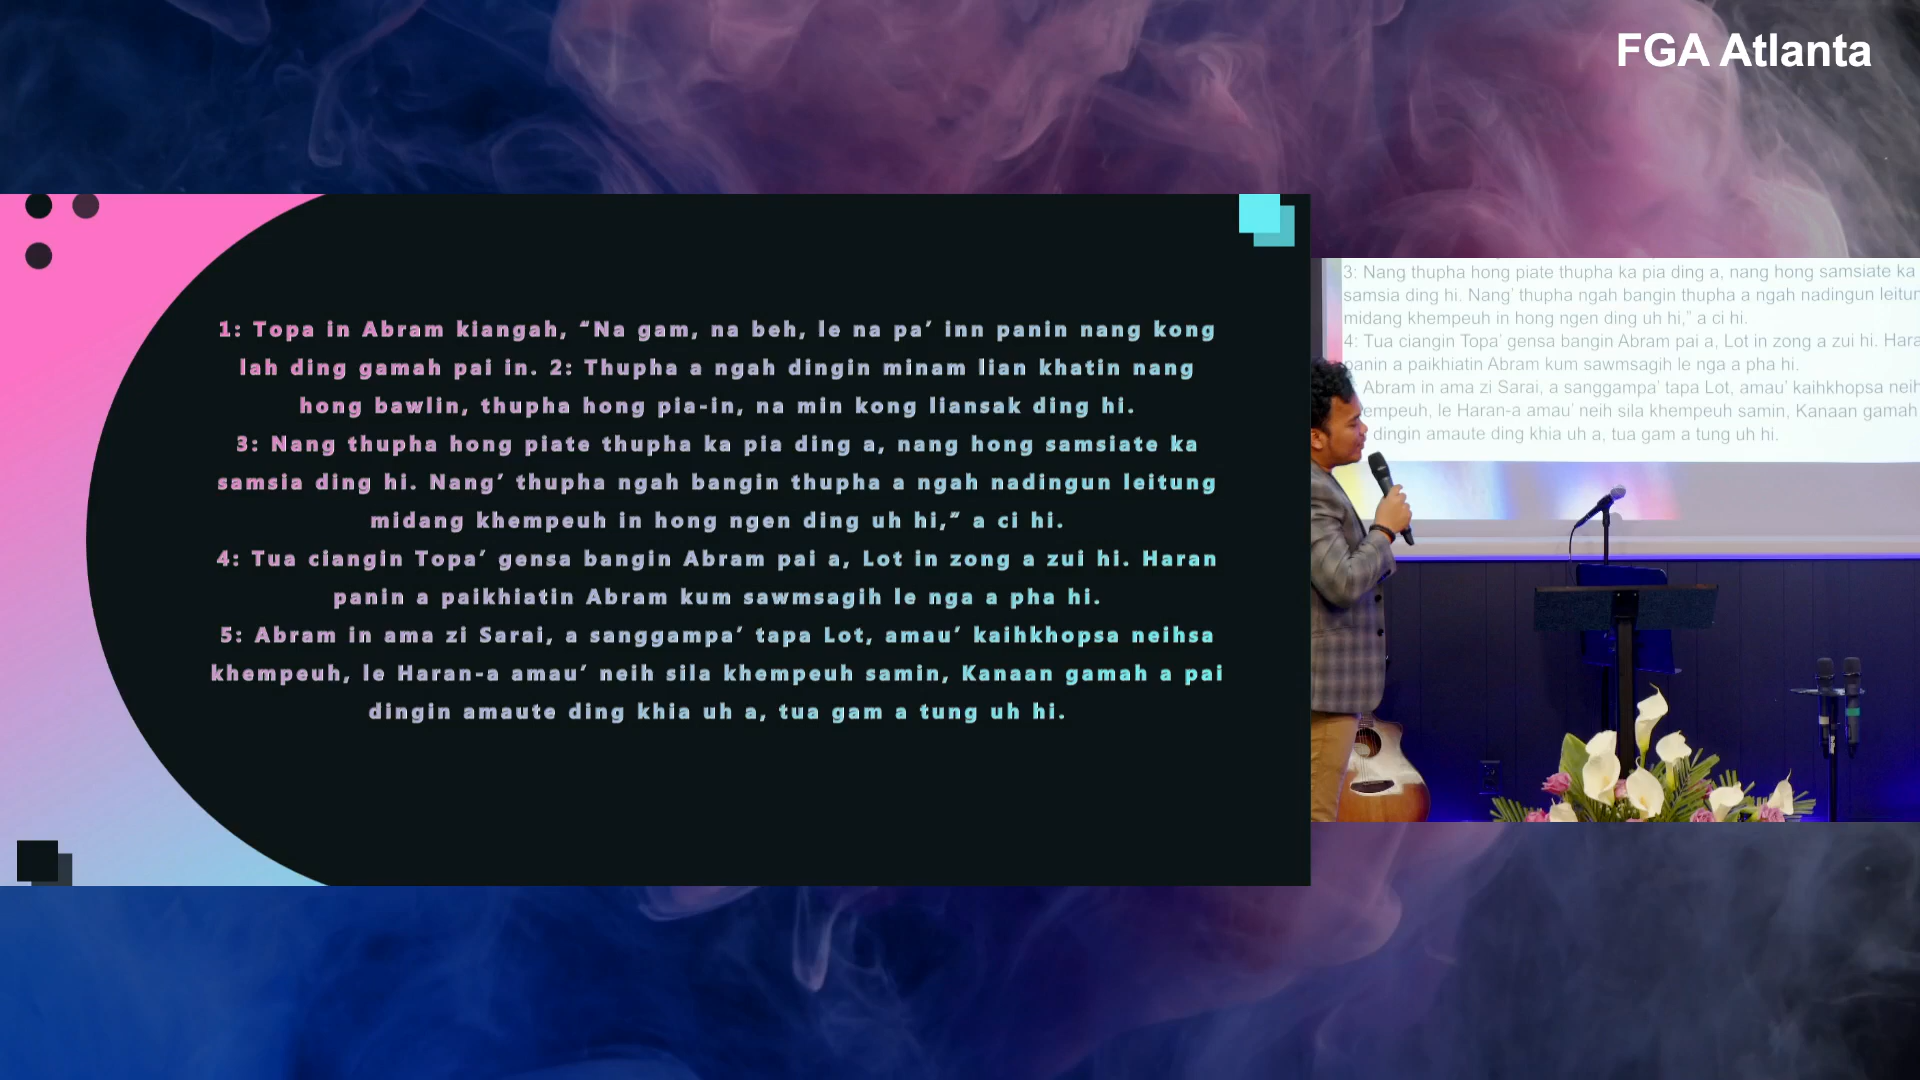 FGA Atlanta
1: Topa in Abram kiangah, “Na gam, na beh, le na pa’ inn panin nang kong
lah ding gamah pai in. 2: Thupha a ngah dingin minam lian khatin nang
hong bawlin, thupha hong pia-in, na min kong liansak ding hi.
3: Nang thupha hong piate thupha ka pia ding a, nang hong samsiate ka
samsia ding hi. Nang’ thupha ngah bangin thupha a ngah nadingun leitung
midang khempeuh in hong ngen ding uh hi,” a ci hi.
4: Tua ciangin Topa’ gensa bangin Abram pai a, Lot in zong a zui hi. Haran
panin a paikhiatin Abram kum sawmsagih le nga a pha hi.
5: Abram in ama zi Sarai, a sanggampa’ tapa Lot, amau’ kaihkhopsa neihsa
khempeuh, le Haran-a amau’ neih sila khempeuh samin, Kanaan gamah a pai
dingin amaute ding khia uh a, tua gam a tung uh hi.
3: Nang thupha hong piate thupha ka pia ding a, nang hong samsiate ka
samsia ding hi. Nang’ thupha ngah bangin thupha a ngah nadingun
midang khempeuh in hong ngen ding uh hi,” a ci hi.
4: Tua ciangin Topa’ gensa bangin Abram pai a, Lot in zong a zui hi.
panin a paikhiatin Abram kum sawmsagih le nga a pha hi.
Abram in ama zi Sarai, a sanggampa’ tapa Lot, amau’ kaihkhopsa
le Haran-a amau’ neih sila khempeuh samin, Kanaan gamah
dingin amaute ding khia uh a, tua gam a tung uh hi.